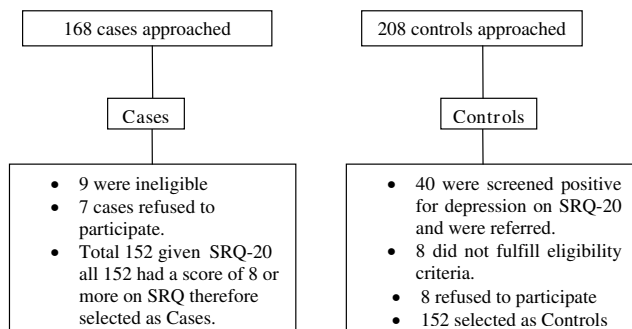 168 cases approached
208 controls approached
Cases
Controls
• 9 were ineligible
• 7 cases refused to
participate.
• Total 152 given SRQ-20
all 152 had a score of 8 or
more on SRQ therefore
selected as Cases.
• 40 were screened positive
for depression on SRQ-20
and were referred.
• 8 did not fulfill eligibility
criteria.
• 8 refused to participate
• 152 selected as Controls